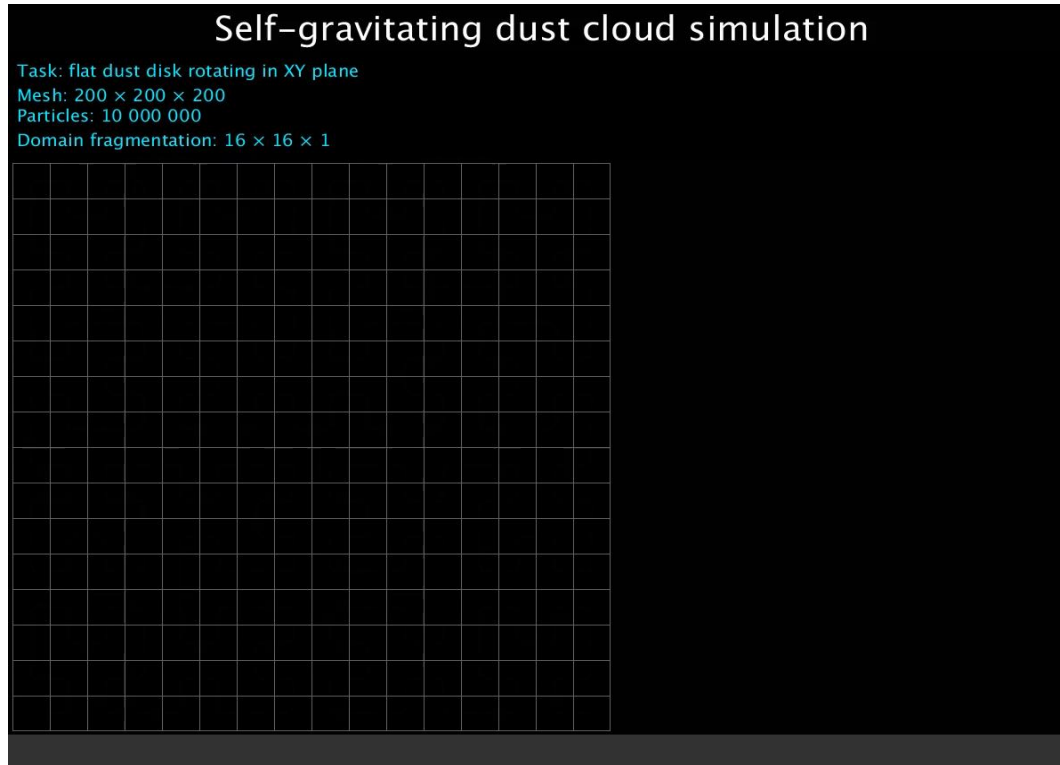 Self-gravitating dust cloud simulation
Task: flat dust disk rotating in XY plane
Mesh: 200 × 200 × 200
Particles: 10 000 000
Domain fragmentation: 16 × 16 × 1